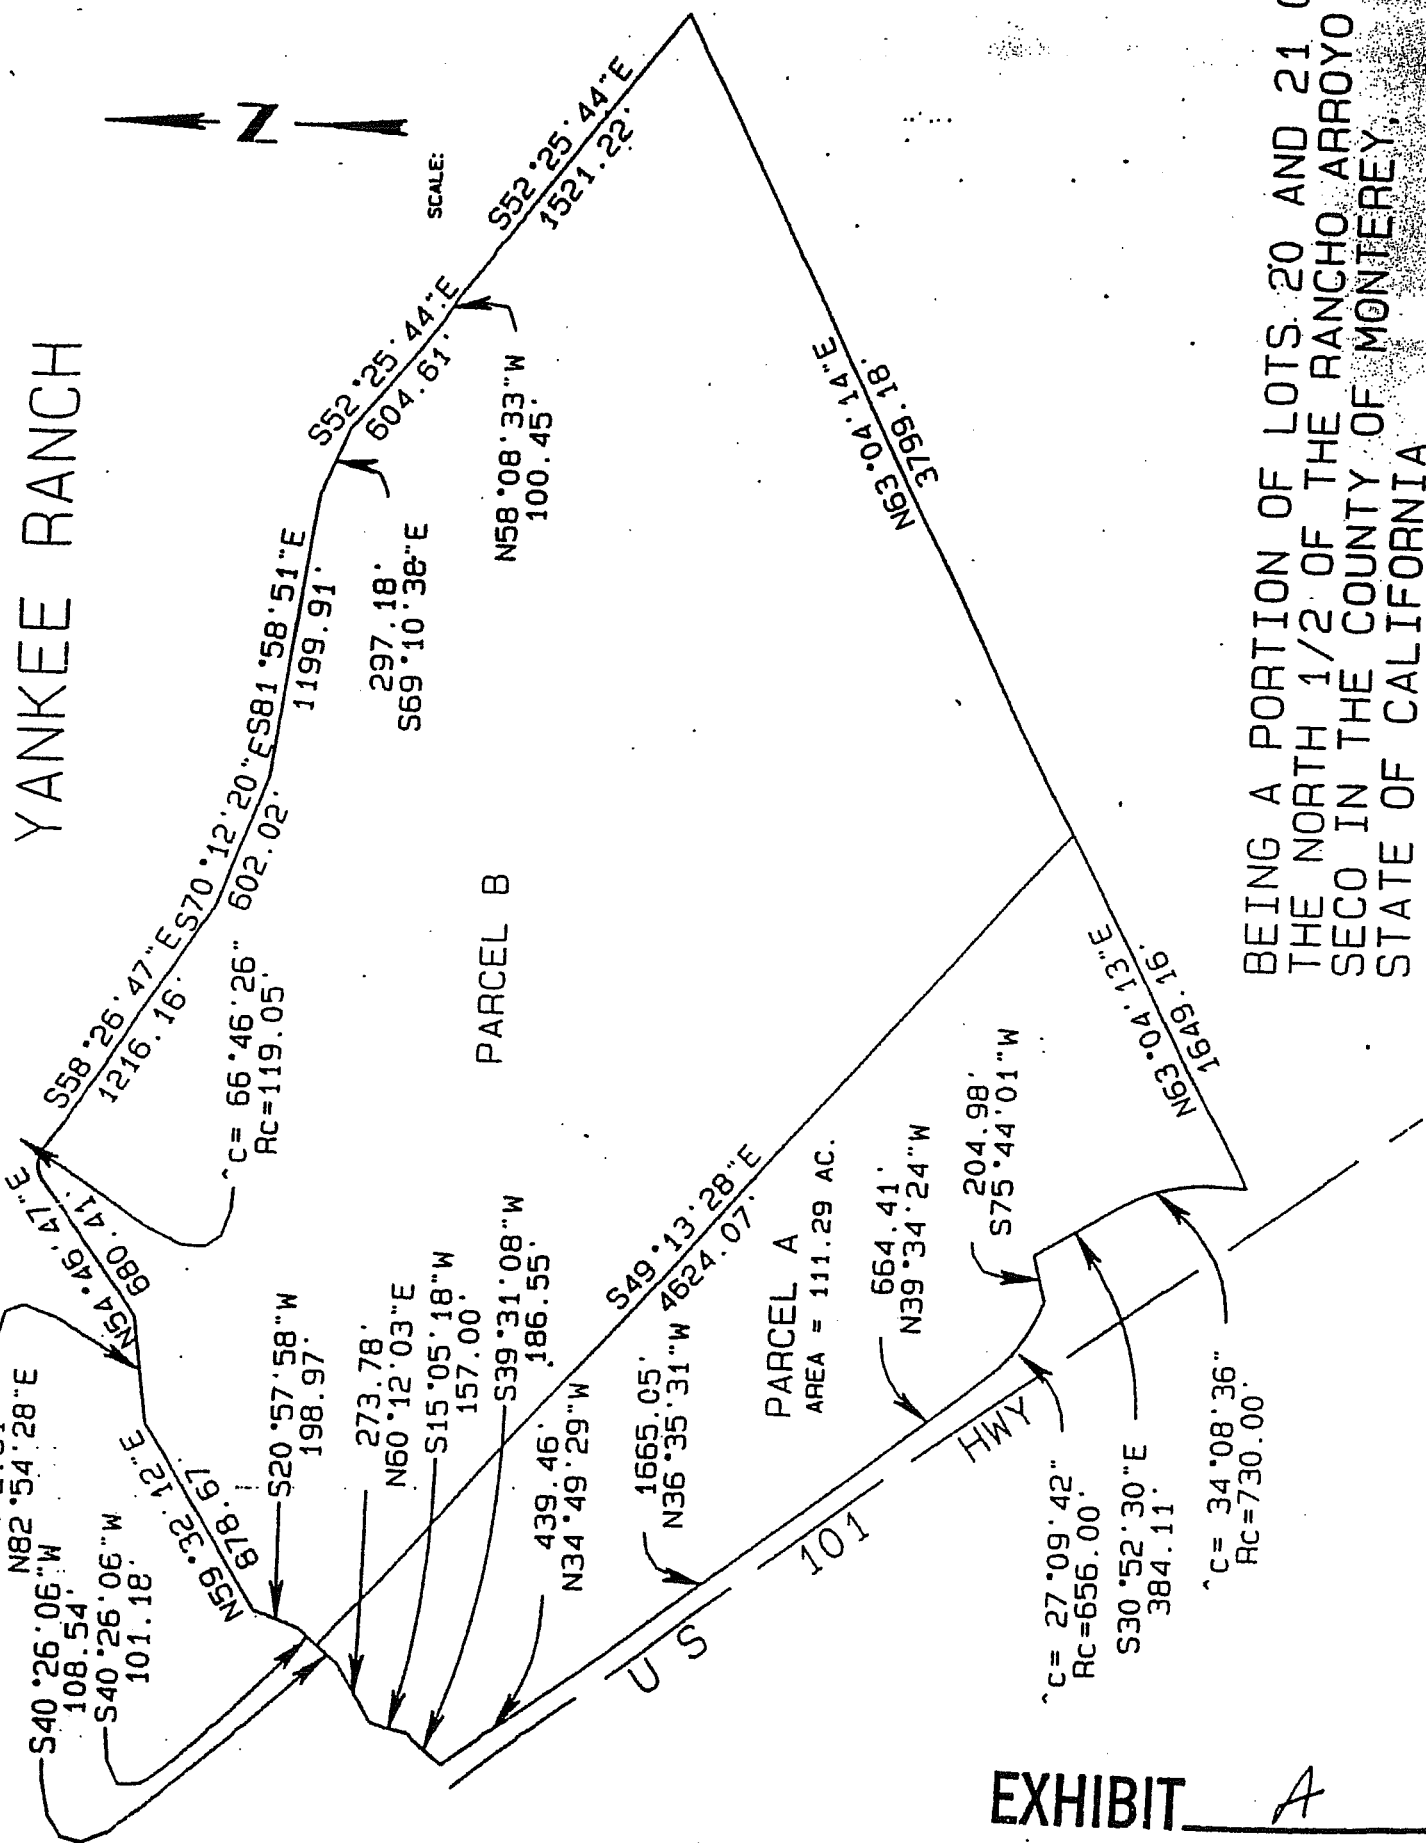 YANKEE RANCH
N
SCALE:
S52°25'44"E
1521.22'
S52°25'44"E
604.61'
N58°08'33"W
100.45'
297.18'
S69°10'38"E
S81°58'51"E
1199.91'
S70°12'20"E
602.02'
S58°26'47"E
1216.16'
^c= 66°46'26"
Rc=119.05'
N54°46'47"E
680.41'
N82°54'28"E
N59°32'12"E
878.67'
S40°26'06"W
108.54'
S40°26'06"W
101.18'
S20°57'58"W
198.97'
273.78'
N60°12'03"E
S15°05'18"W
157.00'
S39°31.08"W
186.55'
439.46'
N34°49'29"W
PARCEL B
S49°13'28"E
4624.07'
N63°04'14"E
3799.18'
N63°04'13"E
1649.16'
PARCEL A
AREA = 111.29 AC.
1665.05'
N36°35'31"W
664.41'
N39°34'24"W
204.98'
S75°44'01"W
^c= 27°09'42"
Rc=656.00'
S30°52'30"E
384.11'
^c= 34°08'36"
Rc=730.00'
US 101 HWY
BEING A PORTION OF LOTS 20 AND 21
THE NORTH 1/2 OF THE RANCHO ARROYO
SECO IN THE COUNTY OF MONTEREY,
STATE OF CALIFORNIA
EXHIBIT A